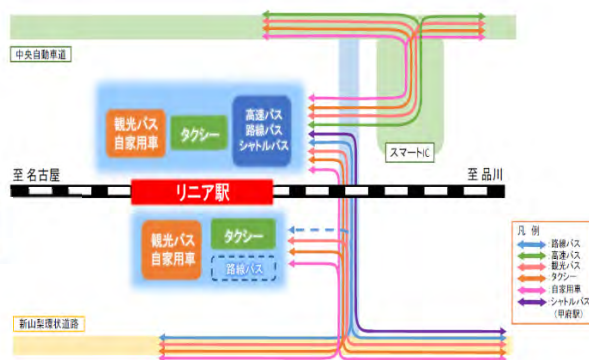 中央自動車道
観光バス
自家用車
タクシー
高速バス
路線バス
シャトルバス
スマートIC
至 名古屋
至 品川
リニア駅
観光バス
自家用車
タクシー
路線バス
新山梨環状道路
凡 例
:路線バス
:高速バス
:観光バス
:タクシー
:自家用車
:シャトルバス
(甲府駅)